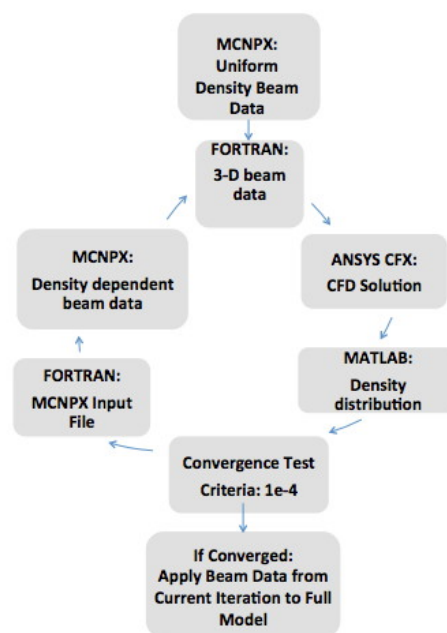 MCNPX:
Uniform
Density Beam
Data
FORTRAN:
3-D beam
data
MCNPX:
Density dependent
beam data
ANSYS CFX:
CFD Solution
FORTRAN:
MCNPX Input
File
MATLAB:
Density
distribution
Convergence Test
Criteria: 1e-4
If Converged:
Apply Beam Data from
Current Iteration to Full
Model